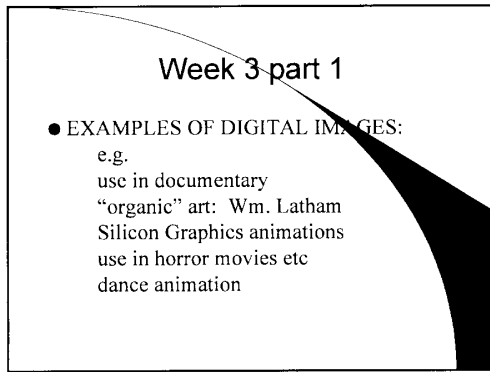 Week 3 part 1
● EXAMPLES OF DIGITAL IMAGES:
e.g.
use in documentary
“organic” art: Wm. Latham
Silicon Graphics animations
use in horror movies etc
dance animation